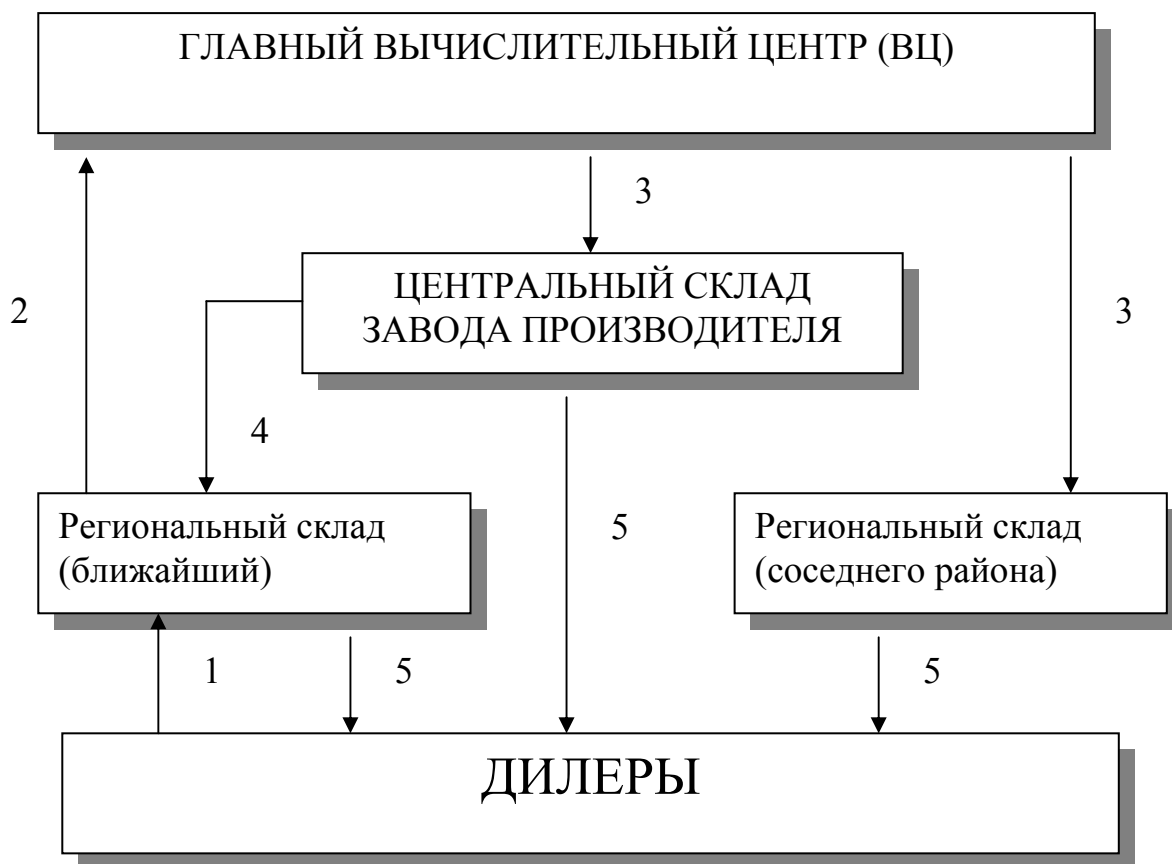 ГЛАВНЫЙ ВЫЧИСЛИТЕЛЬНЫЙ ЦЕНТР (ВЦ)
3
ЦЕНТРАЛЬНЫЙ СКЛАД
ЗАВОДА ПРОИЗВОДИТЕЛЯ
2
3
4
Региональный склад
(ближайший)
5
Региональный склад
(соседнего района)
1
5
5
ДИЛЕРЫ